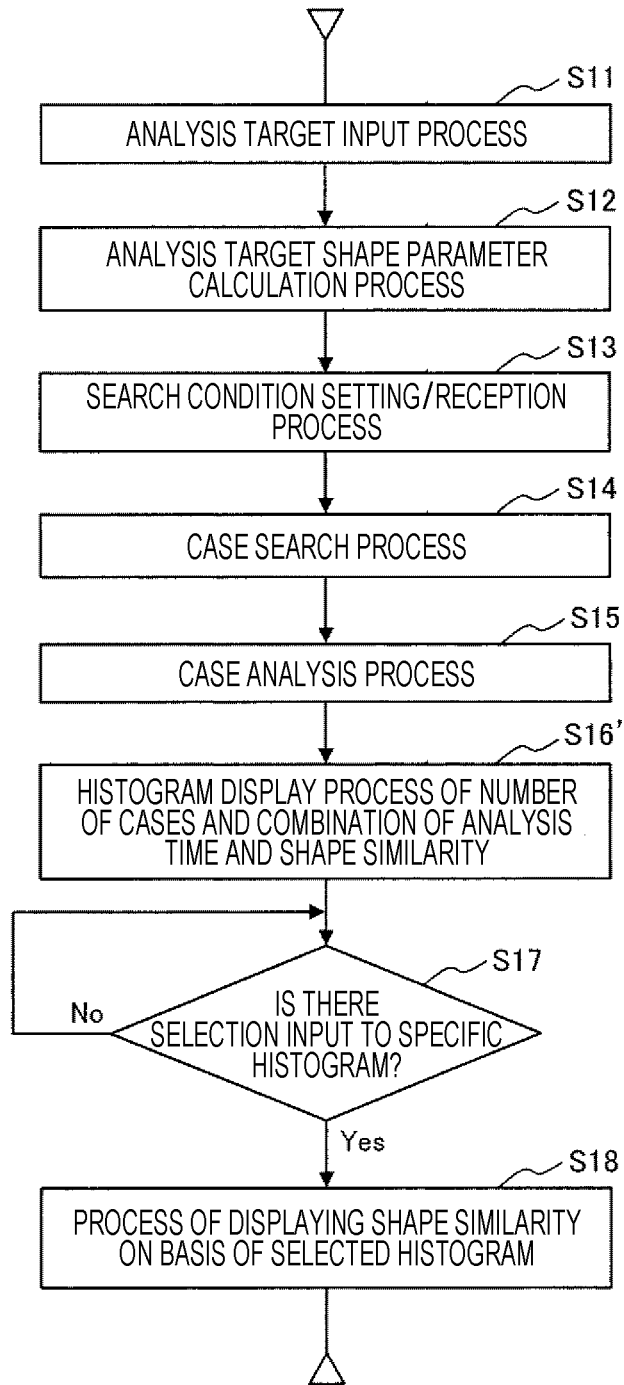 S11
ANALYSIS TARGET INPUT PROCESS
S12
ANALYSIS TARGET SHAPE PARAMETER
CALCULATION PROCESS
S13
SEARCH CONDITION SETTING/RECEPTION
PROCESS
S14
CASE SEARCH PROCESS
S15
CASE ANALYSIS PROCESS
S16'
HISTOGRAM DISPLAY PROCESS OF NUMBER
OF CASES AND COMBINATION OF ANALYSIS
TIME AND SHAPE SIMILARITY
S17
IS THERE
SELECTION INPUT TO SPECIFIC
HISTOGRAM?
No
Yes
S18
PROCESS OF DISPLAYING SHAPE SIMILARITY
ON BASIS OF SELECTED HISTOGRAM